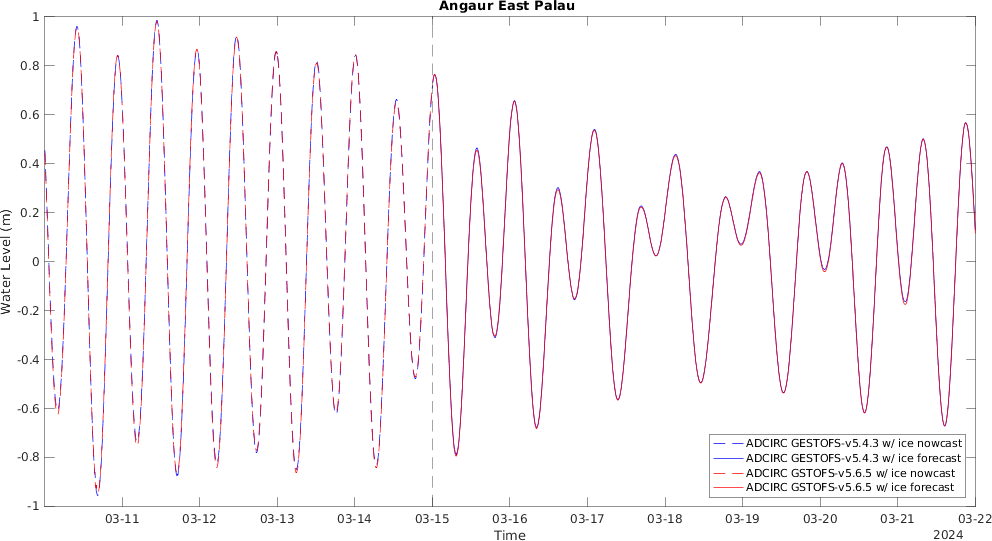 Angaur East Palau
1
0.8
0.6
0.4
0.2
0
-0.2
-0.4
-0.6
-0.8
-1
Water Level (m)
03-11 03-12 03-13 03-14 03-15 03-16 03-17 03-18 03-19 03-20 03-21 03-22
Time
2024
ADCIRC GESTOFS-v5.4.3 w/ ice nowcast
ADCIRC GESTOFS-v5.4.3 w/ ice forecast
ADCIRC GSTOFS-v5.6.5 w/ ice nowcast
ADCIRC GSTOFS-v5.6.5 w/ ice forecast